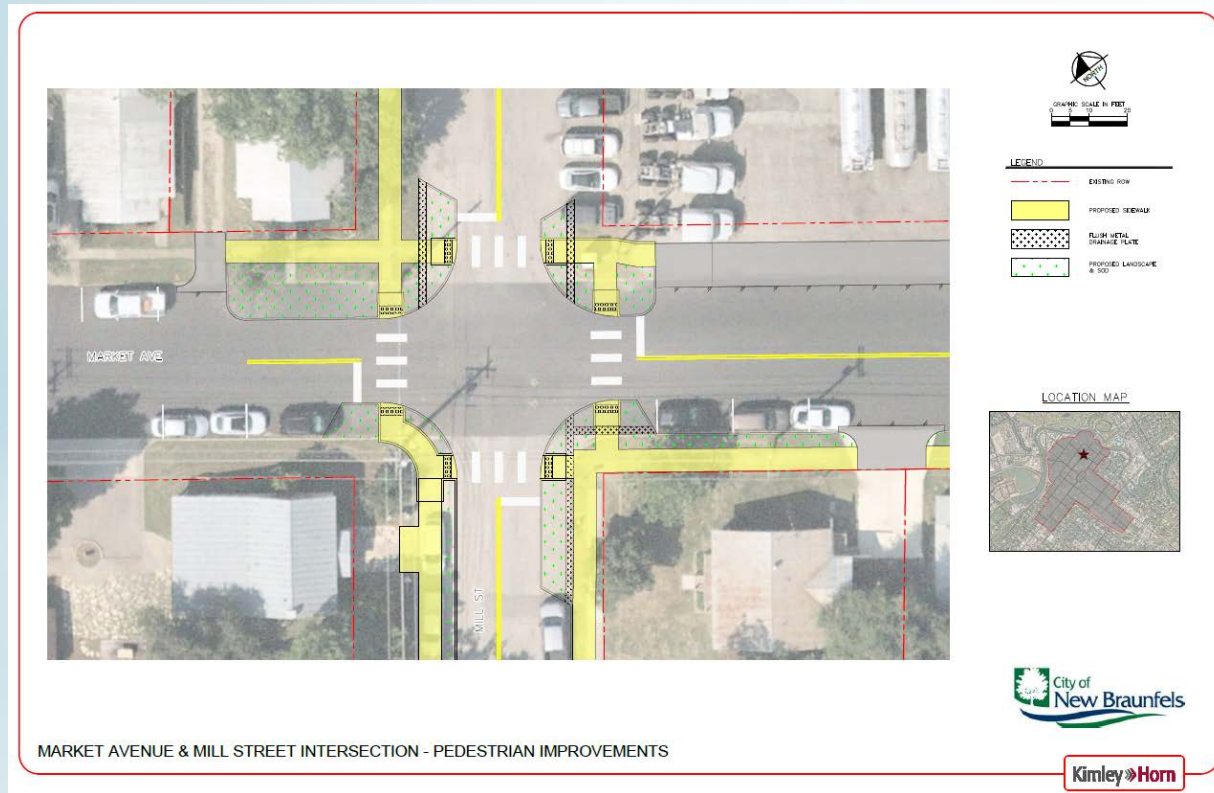 NORTH
GRAPHIC SCALE IN FEET
0 5 10 20
LEGEND
EXISTING ROW
PROPOSED SIDEWALK
FLUSH METAL
DRAINAGE PLATE
PROPOSED LANDSCAPE
& SOD
MARKET AVE
MILL ST
LOCATION MAP
City of
New Braunfels
MARKET AVENUE & MILL STREET INTERSECTION - PEDESTRIAN IMPROVEMENTS
Kimley»Horn